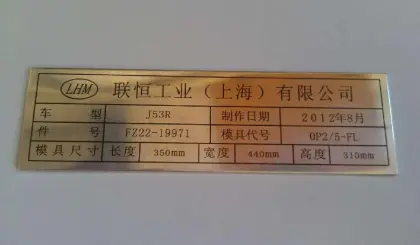 LHM 联恒工业（上海）有限公司
车型 J53R 制作日期 2012年8月
件号 FZ22-19971 模具代号 OP2/5-FL
模具尺寸 长度 350mm 宽度 440mm 高度 310mm